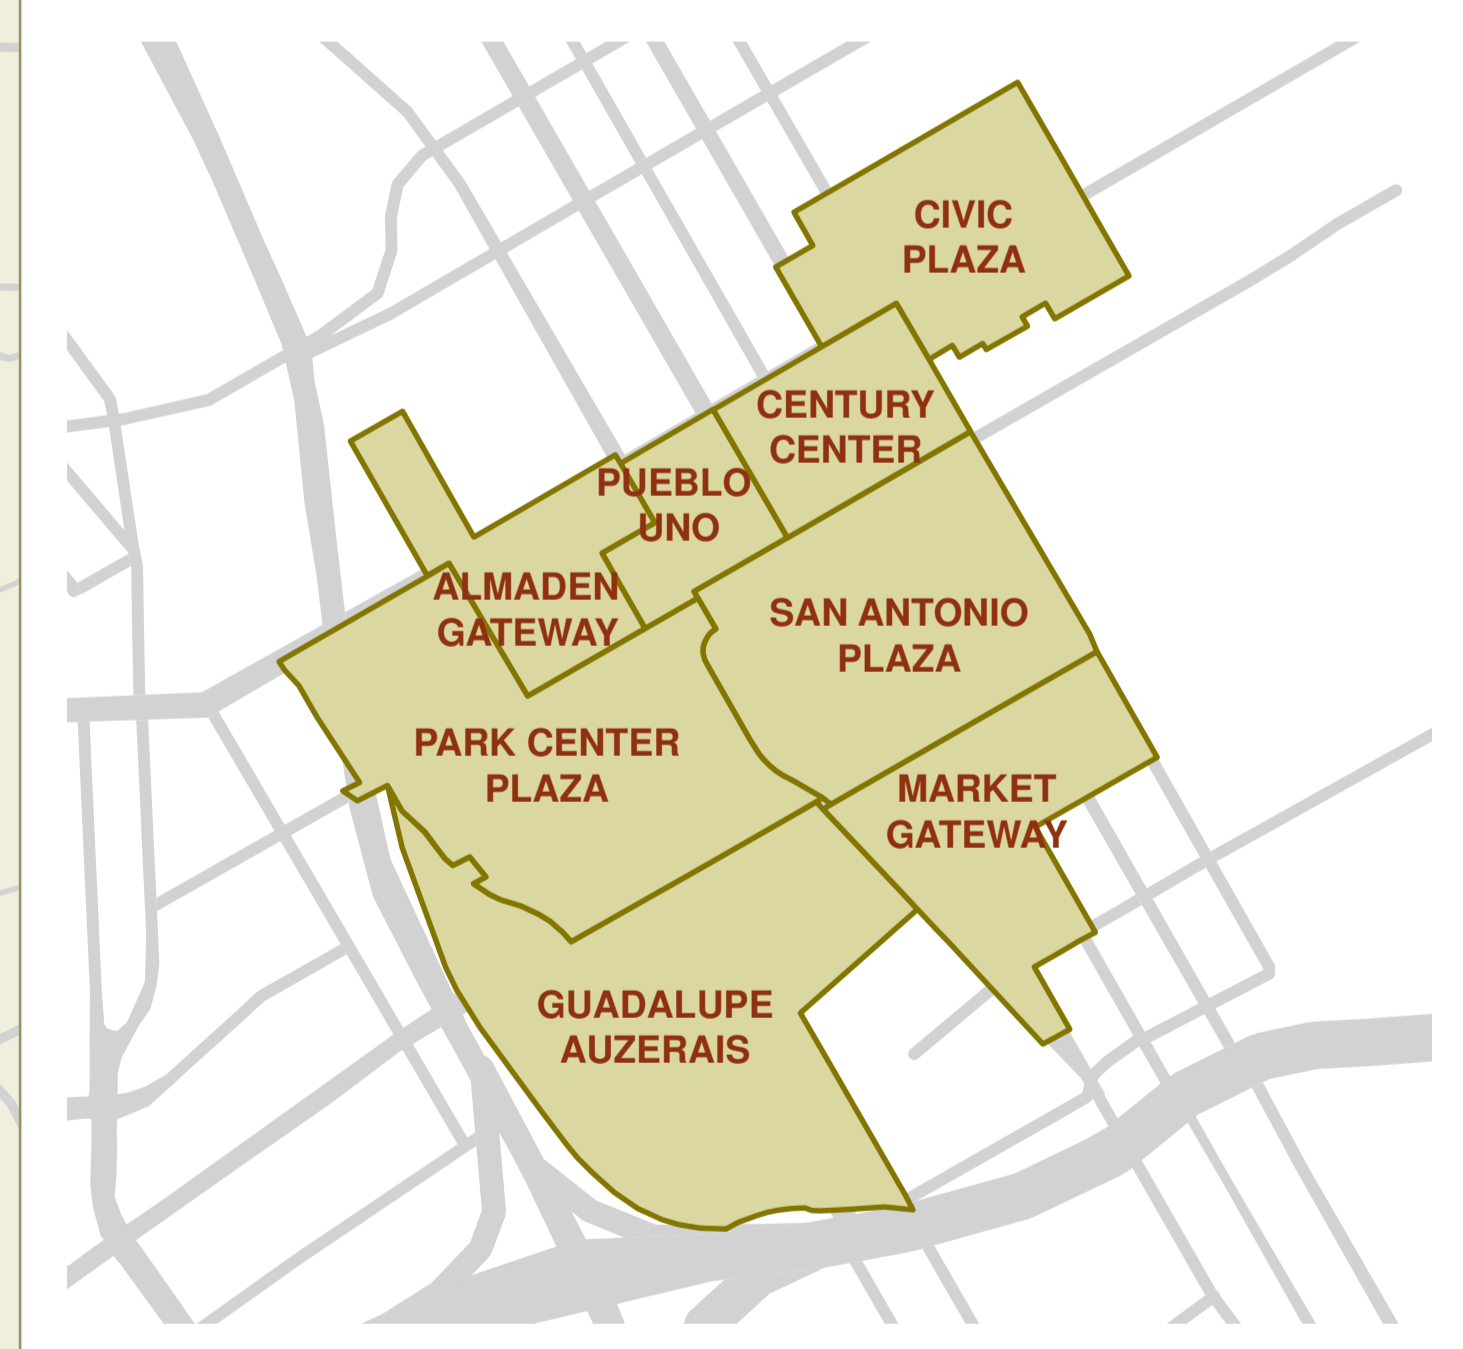 CIVIC
PLAZA
CENTURY
CENTER
PUEBLO
UNO
ALMADEN
GATEWAY
SAN ANTONIO
PLAZA
PARK CENTER
PLAZA
MARKET
GATEWAY
GUADALUPE
AUZERAIS